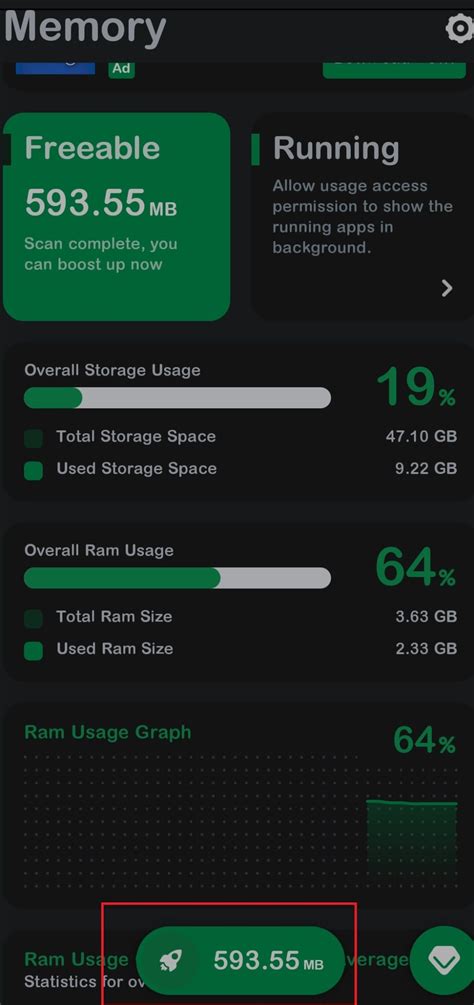 Memory
Ad
Freeable
593.55 MB
Scan complete, you
can boost up now
Running
Allow usage access
permission to show the
running apps in
background.
Overall Storage Usage
19%
Total Storage Space 47.10 GB
Used Storage Space 9.22 GB
Overall Ram Usage
64%
Total Ram Size 3.63 GB
Used Ram Size 2.33 GB
Ram Usage Graph 64%
Ram Usage
593.55 MB
verage
Statistics for ov